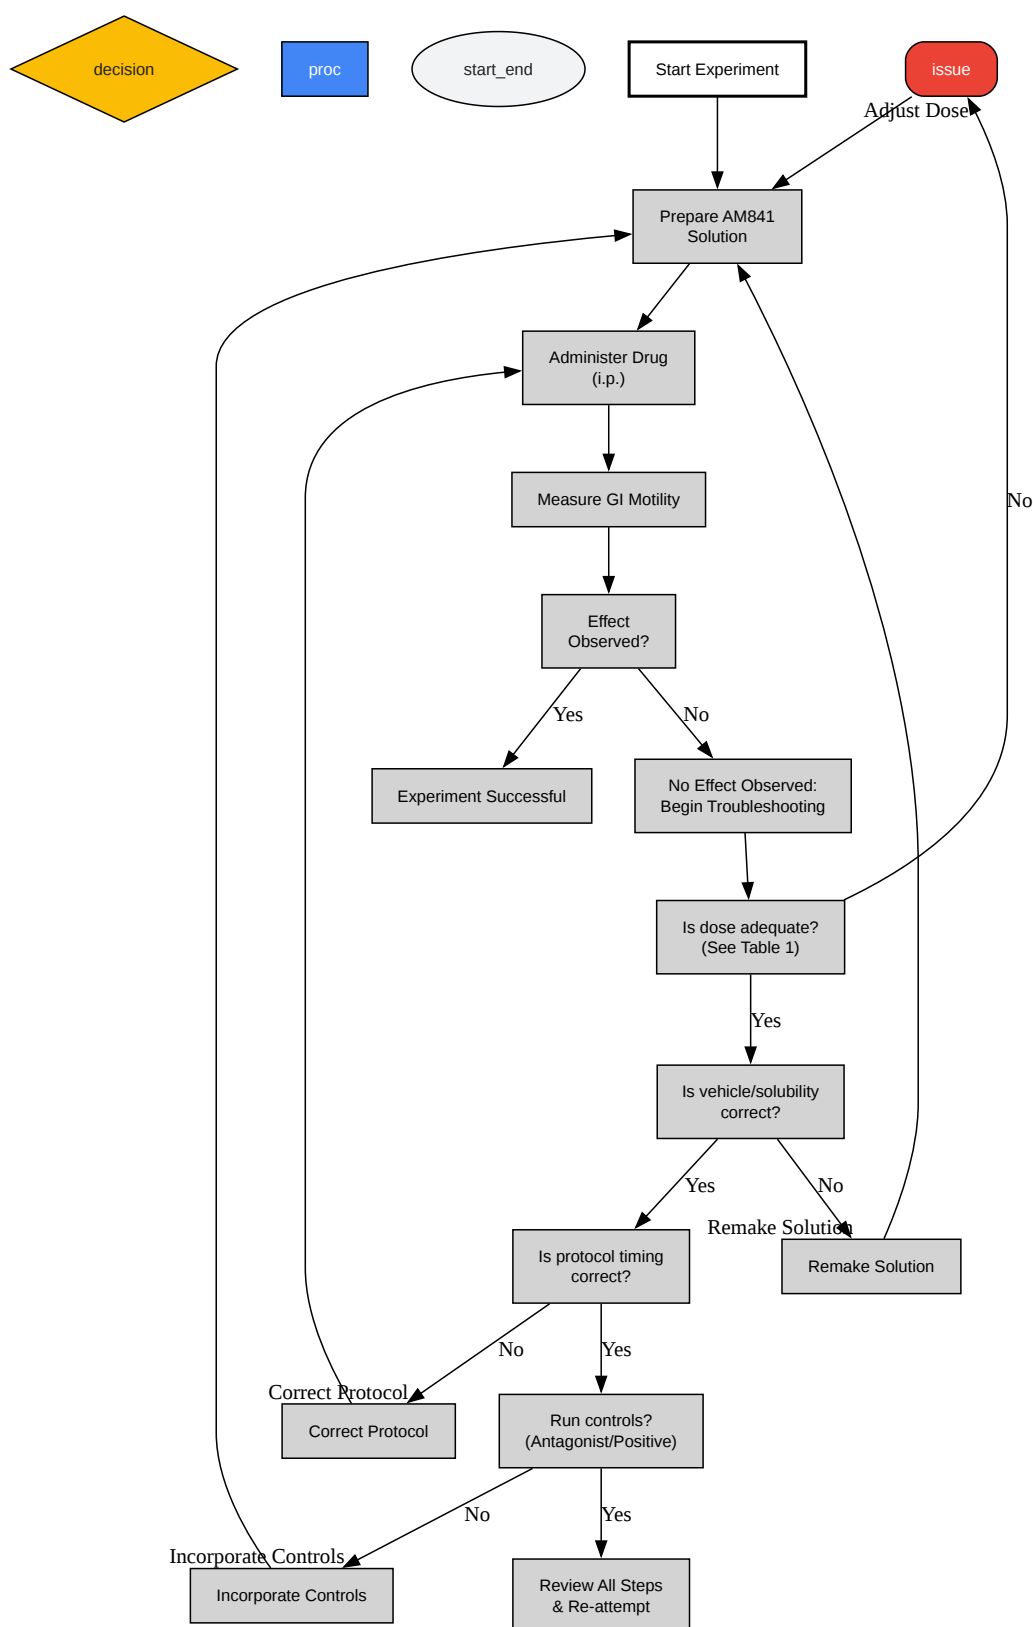 decision
proc
start_end
Start Experiment
issue
Adjust Dose
Prepare AM841
Solution
Administer Drug
(i.p.)
Measure GI Motility
No
Effect
Observed?
Yes
No
Experiment Successful
No Effect Observed:
Begin Troubleshooting
Is dose adequate?
(See Table 1)
Yes
Is vehicle/solubility
correct?
Yes
No
Remake Solution
Is protocol timing
correct?
Remake Solution
No
Yes
Correct Protocol
Correct Protocol
Run controls?
(Antagonist/Positive)
No
Yes
Incorporate Controls
Incorporate Controls
Review All Steps
& Re-attempt